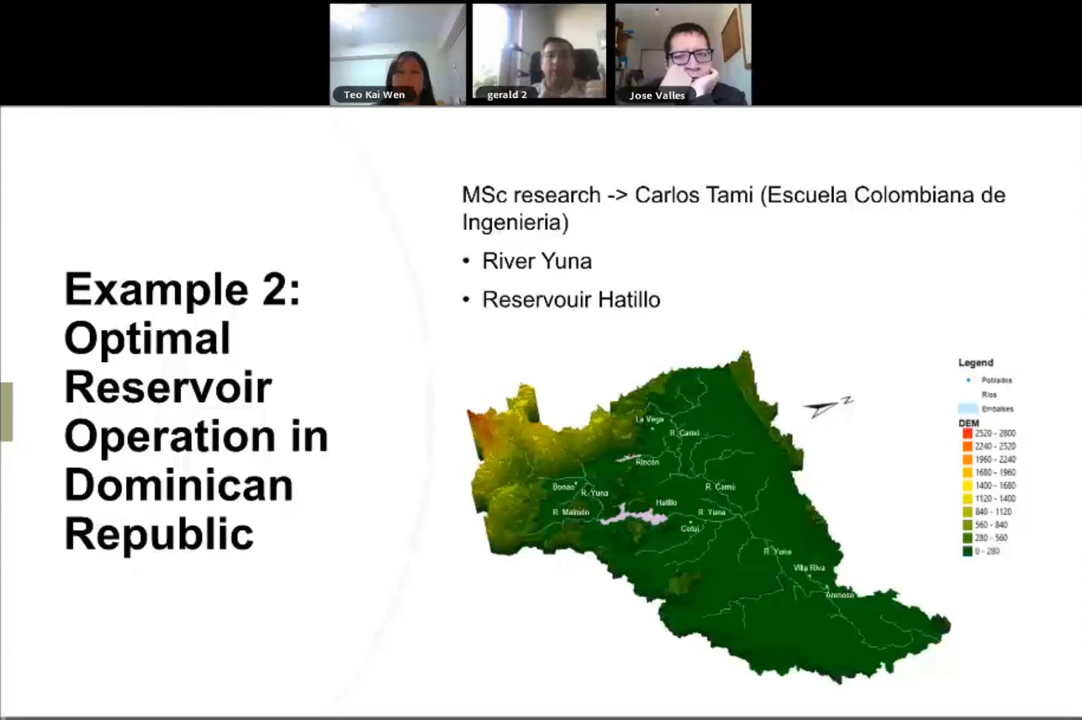 Teo Kai Wen
gerald 2
Jose Valles
MSc research -> Carlos Tami (Escuela Colombiana de
Ingenieria)
• River Yuna
• Reservouir Hatillo
Example 2:
Optimal
Reservoir
Operation in
Dominican
Republic
Legend
Poblados
Rios
Embalses
DEM
2520 - 2800
2240 - 2520
1960 - 2240
1680 - 1960
1400 - 1680
1120 - 1400
840 - 1120
560 - 840
280 - 560
0 - 280
Z
La Vega
R. Camú
Rincón
Bonao
R. Yuna
R. Camú
Hatillo
R. Maimón
R. Yuna
Cotuí
R. Yuna
Villa Riva
Arenoso